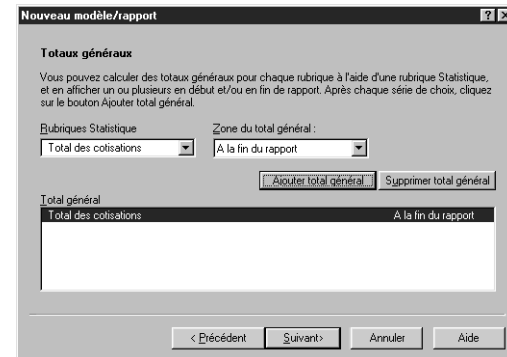 Nouveau modèle/rapport
Totaux généraux
Vous pouvez calculer des totaux généraux pour chaque rubrique à l'aide d'une rubrique Statistique,
et en afficher un ou plusieurs en début et/ou en fin de rapport. Après chaque série de choix, cliquez
sur le bouton Ajouter total général.
Rubriques Statistique
Zone du total général :
Total des cotisations
A la fin du rapport
Ajouter total général
Supprimer total général
Total général
Total des cotisations
A la fin du rapport
< Précédent
Suivant>
Annuler
Aide